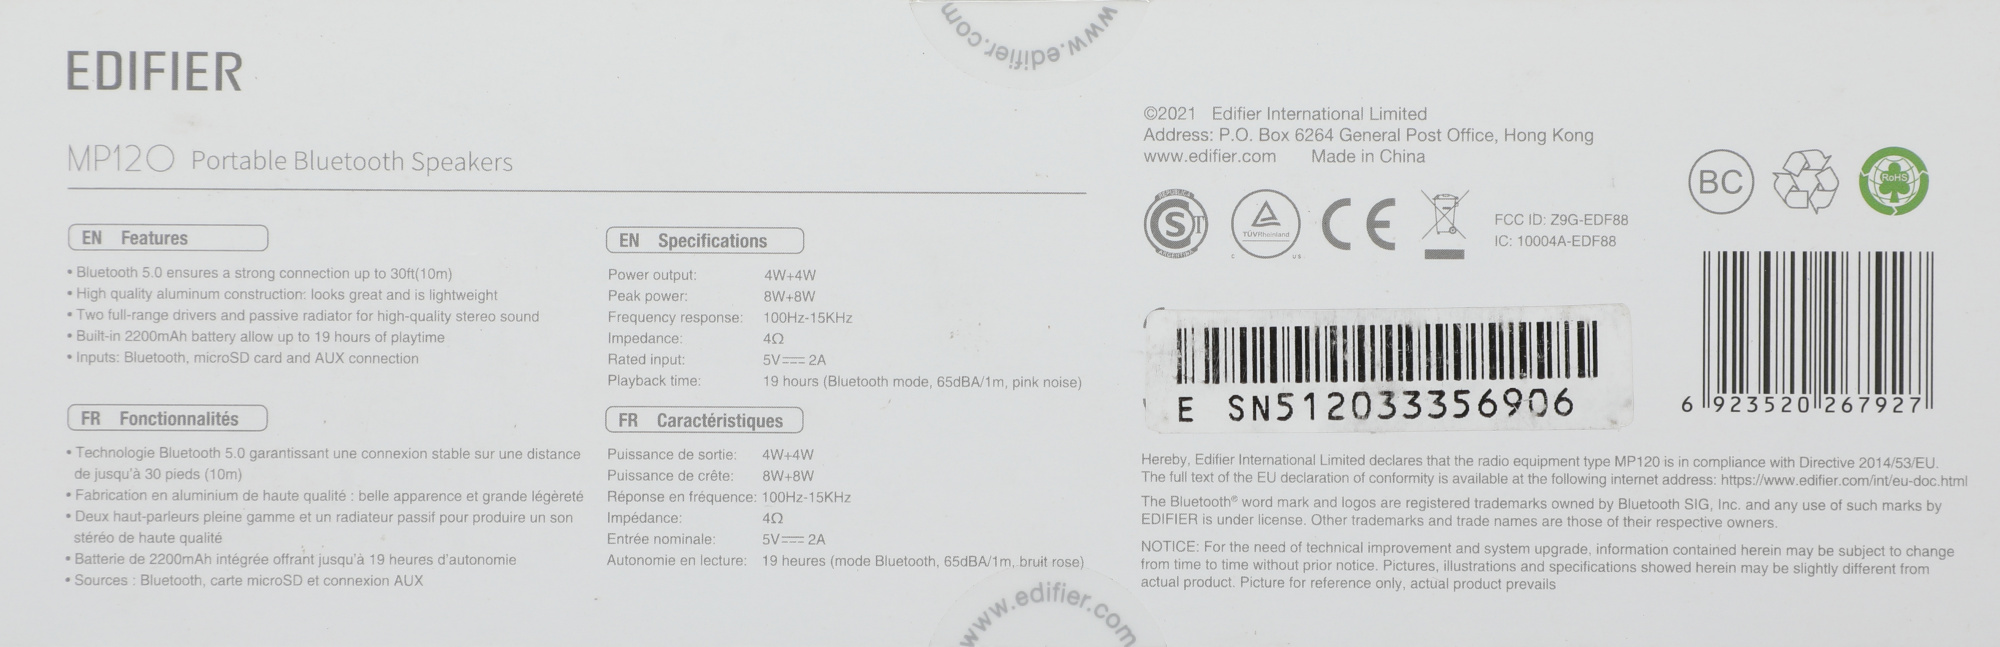 www.edifier.com
EDIFIER
MP120 Portable Bluetooth Speakers
EN Features
• Bluetooth 5.0 ensures a strong connection up to 30ft(10m)
• High quality aluminum construction: looks great and is lightweight
• Two full-range drivers and passive radiator for high-quality stereo sound
• Built-in 2200mAh battery allow up to 19 hours of playtime
• Inputs: Bluetooth, microSD card and AUX connection
FR Fonctionnalités
• Technologie Bluetooth 5.0 garantissant une connexion stable sur une distance
de jusqu'à 30 pieds (10m)
• Fabrication en aluminium de haute qualité : belle apparence et grande légèreté
• Deux haut-parleurs pleine gamme et un radiateur passif pour produire un son
stéréo de haute qualité
• Batterie de 2200mAh intégrée offrant jusqu'à 19 heures d'autonomie
• Sources : Bluetooth, carte microSD et connexion AUX
EN Specifications
Power output: 4W+4W
Peak power: 8W+8W
Frequency response: 100Hz-15KHz
Impedance: 4Ω
Rated input: 5V⎓2A
Playback time: 19 hours (Bluetooth mode, 65dBA/1m, pink noise)
FR Caractéristiques
Puissance de sortie: 4W+4W
Puissance de crête: 8W+8W
Réponse en fréquence: 100Hz-15KHz
Impédance: 4Ω
Entrée nominale: 5V⎓2A
Autonomie en lecture: 19 heures (mode Bluetooth, 65dBA/1m, bruit rose)
www.edifier.com
©2021 Edifier International Limited
Address: P.O. Box 6264 General Post Office, Hong Kong
www.edifier.com Made in China
REPUBLICA
S T
ARGENTINA
TÜVRheinland
C US
CE
FCC ID: Z9G-EDF88
IC: 10004A-EDF88
BC
RoHS
E SN512033356906
6 923520 267927
Hereby, Edifier International Limited declares that the radio equipment type MP120 is in compliance with Directive 2014/53/EU.
The full text of the EU declaration of conformity is available at the following internet address: https://www.edifier.com/int/eu-doc.html
The Bluetooth® word mark and logos are registered trademarks owned by Bluetooth SIG, Inc. and any use of such marks by
EDIFIER is under license. Other trademarks and trade names are those of their respective owners.
NOTICE: For the need of technical improvement and system upgrade, information contained herein may be subject to change
from time to time without prior notice. Pictures, illustrations and specifications showed herein may be slightly different from
actual product. Picture for reference only, actual product prevails